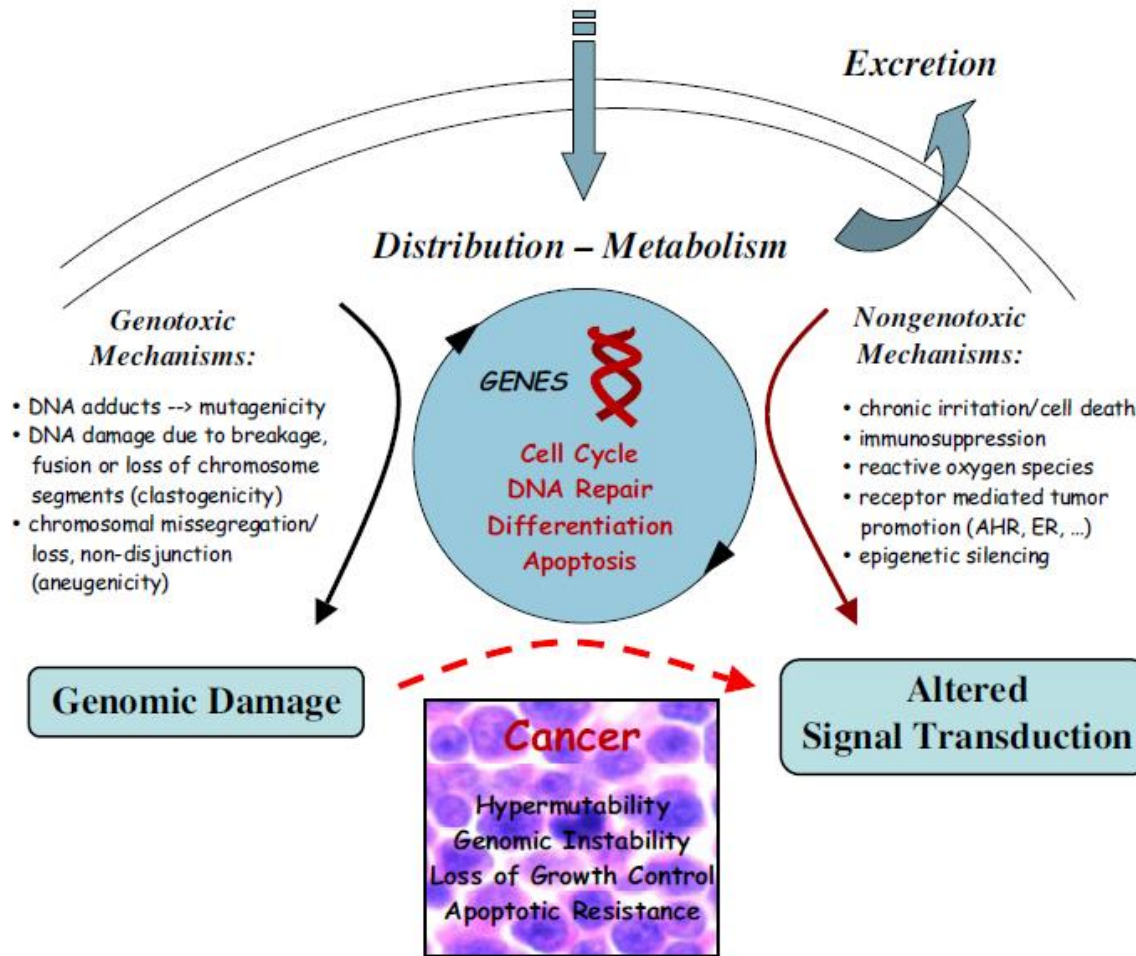 Excretion
Distribution – Metabolism
Genotoxic
Mechanisms:
• DNA adducts --> mutagenicity
• DNA damage due to breakage,
fusion or loss of chromosome
segments (clastogenicity)
• chromosomal missegregation/
loss, non-disjunction
(aneugenicity)
GENES
Cell Cycle
DNA Repair
Differentiation
Apoptosis
Nongenotoxic
Mechanisms:
• chronic irritation/cell death
• immunosuppression
• reactive oxygen species
• receptor mediated tumor
promotion (AHR, ER, ...)
• epigenetic silencing
Genomic Damage
Altered
Signal Transduction
Cancer
Hypermutability
Genomic Instability
Loss of Growth Control
Apoptotic Resistance